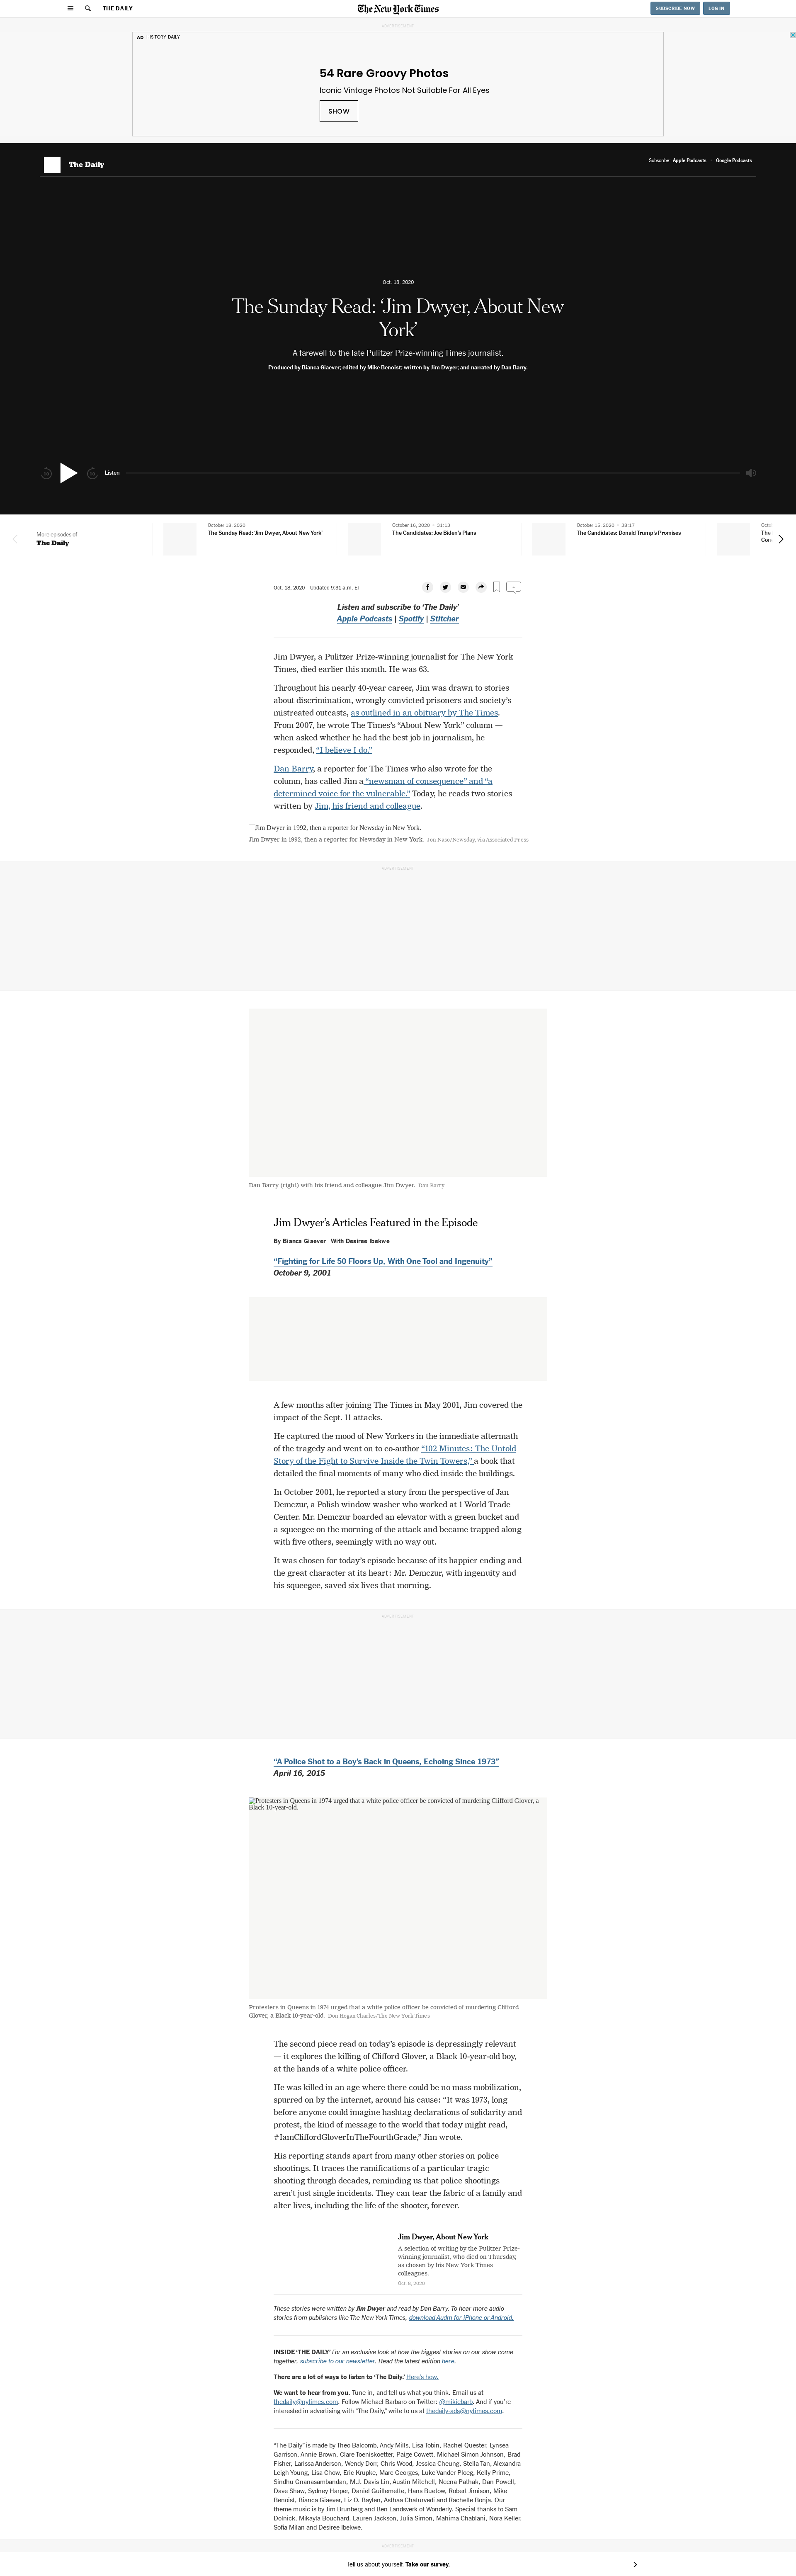 THE DAILY
The New York Times
SUBSCRIBE NOW
LOG IN
ADVERTISEMENT
AD HISTORY DAILY
54 Rare Groovy Photos
Iconic Vintage Photos Not Suitable For All Eyes
SHOW
The Daily
Subscribe: Apple Podcasts · Google Podcasts
Oct. 18, 2020
The Sunday Read: ‘Jim Dwyer, About New
York’
A farewell to the late Pulitzer Prize-winning Times journalist.
Produced by Bianca Giaever; edited by Mike Benoist; written by Jim Dwyer; and narrated by Dan Barry.
Listen
More episodes of
The Daily
October 18, 2020
The Sunday Read: ‘Jim Dwyer, About New York’
October 16, 2020 · 31:15
The Candidates: Joe Biden’s Plans
October 15, 2020 · 38:17
The Candidates: Donald Trump’s Promises
Oct. 18, 2020 Updated 9:31 a.m. ET
Listen and subscribe to ‘The Daily’
Apple Podcasts | Spotify | Stitcher
Jim Dwyer, a Pulitzer Prize-winning journalist for The New York
Times, died earlier this month. He was 63.
Throughout his nearly 40-year career, Jim was drawn to stories
about discrimination, wrongly convicted prisoners and society’s
mistreated outcasts, as outlined in an obituary by The Times.
From 2007, he wrote The Times’s “About New York” column —
when asked whether he had the best job in journalism, he
responded, “I believe I do.”
Dan Barry, a reporter for The Times who also wrote for the
column, has called Jim a “newsman of consequence” and “a
determined voice for the vulnerable.” Today, he reads two stories
written by Jim, his friend and colleague.
Jim Dwyer in 1992, then a reporter for Newsday in New York.
Jim Dwyer in 1992, then a reporter for Newsday in New York. Jon Naso/Newsday, via Associated Press
ADVERTISEMENT
Dan Barry (right) with his friend and colleague Jim Dwyer. Dan Barry
Jim Dwyer’s Articles Featured in the Episode
By Bianca Giaever With Desiree Ibekwe
“Fighting for Life 50 Floors Up, With One Tool and Ingenuity”
October 9, 2001
A few months after joining The Times in May 2001, Jim covered the
impact of the Sept. 11 attacks.
He captured the mood of New Yorkers in the immediate aftermath
of the tragedy and went on to co-author “102 Minutes: The Untold
Story of the Fight to Survive Inside the Twin Towers,” a book that
detailed the final moments of many who died inside the buildings.
In October 2001, he reported a story from the perspective of Jan
Demczur, a Polish window washer who worked at 1 World Trade
Center. Mr. Demczur boarded an elevator with a green bucket and
a squeegee on the morning of the attack and became trapped along
with five others, seemingly with no way out.
It was chosen for today’s episode because of its happier ending and
the great character at its heart: Mr. Demczur, with ingenuity and
his squeegee, saved six lives that morning.
ADVERTISEMENT
“A Police Shot to a Boy’s Back in Queens, Echoing Since 1973”
April 16, 2015
Protesters in Queens in 1974 urged that a white police officer be convicted of murdering Clifford Glover, a
Black 10-year-old.
Protesters in Queens in 1974 urged that a white police officer be convicted of murdering Clifford
Glover, a Black 10-year-old. Don Hogan Charles/The New York Times
The second piece read on today’s episode is depressingly relevant
— it explores the killing of Clifford Glover, a Black 10-year-old boy,
at the hands of a white police officer.
He was killed in an age where there could be no mass mobilization,
spurred on by the internet, around his cause: “It was 1973, long
before anyone could imagine hashtag declarations of solidarity and
protest, the kind of message to the world that today might read,
#IamCliffordGloverInTheFourthGrade,” Jim wrote.
His reporting stands apart from many other stories on police
shootings. It traces the ramifications of a particular tragic
shooting through decades, reminding us that police shootings
aren’t just single incidents. They can tear the fabric of a family and
alter lives, including the life of the shooter, forever.
Jim Dwyer, About New York
A selection of writing by the Pulitzer Prize-
winning journalist, who died on Thursday,
as chosen by his New York Times
colleagues.
Oct. 8, 2020
These stories were written by Jim Dwyer and read by Dan Barry. To hear more audio
stories from publishers like The New York Times, download Audm for iPhone or Android.
INSIDE ‘THE DAILY’ For an exclusive look at how the biggest stories on our show come
together, subscribe to our newsletter. Read the latest edition here.
There are a lot of ways to listen to ‘The Daily.’ Here’s how.
We want to hear from you. Tune in, and tell us what you think. Email us at
thedaily@nytimes.com. Follow Michael Barbaro on Twitter: @mikiebarb. And if you’re
interested in advertising with “The Daily,” write to us at thedaily-ads@nytimes.com.
“The Daily” is made by Theo Balcomb, Andy Mills, Lisa Tobin, Rachel Quester, Lynsea
Garrison, Annie Brown, Clare Toeniskoetter, Paige Cowett, Michael Simon Johnson, Brad
Fisher, Larissa Anderson, Wendy Dorr, Chris Wood, Jessica Cheung, Stella Tan, Alexandra
Leigh Young, Lisa Chow, Eric Krupke, Marc Georges, Luke Vander Ploeg, Kelly Prime,
Sindhu Gnanasambandan, M.J. Davis Lin, Austin Mitchell, Neena Pathak, Dan Powell,
Dave Shaw, Sydney Harper, Daniel Guillemette, Hans Buetow, Robert Jimison, Mike
Benoist, Bianca Giaever, Liz O. Baylen, Asthaa Chaturvedi and Rachelle Bonja. Our
theme music is by Jim Brunberg and Ben Landsverk of Wonderly. Special thanks to Sam
Dolnick, Mikayla Bouchard, Lauren Jackson, Julia Simon, Mahima Chablani, Nora Keller,
Sofia Milan and Desiree Ibekwe.
ADVERTISEMENT
Tell us about yourself. Take our survey.